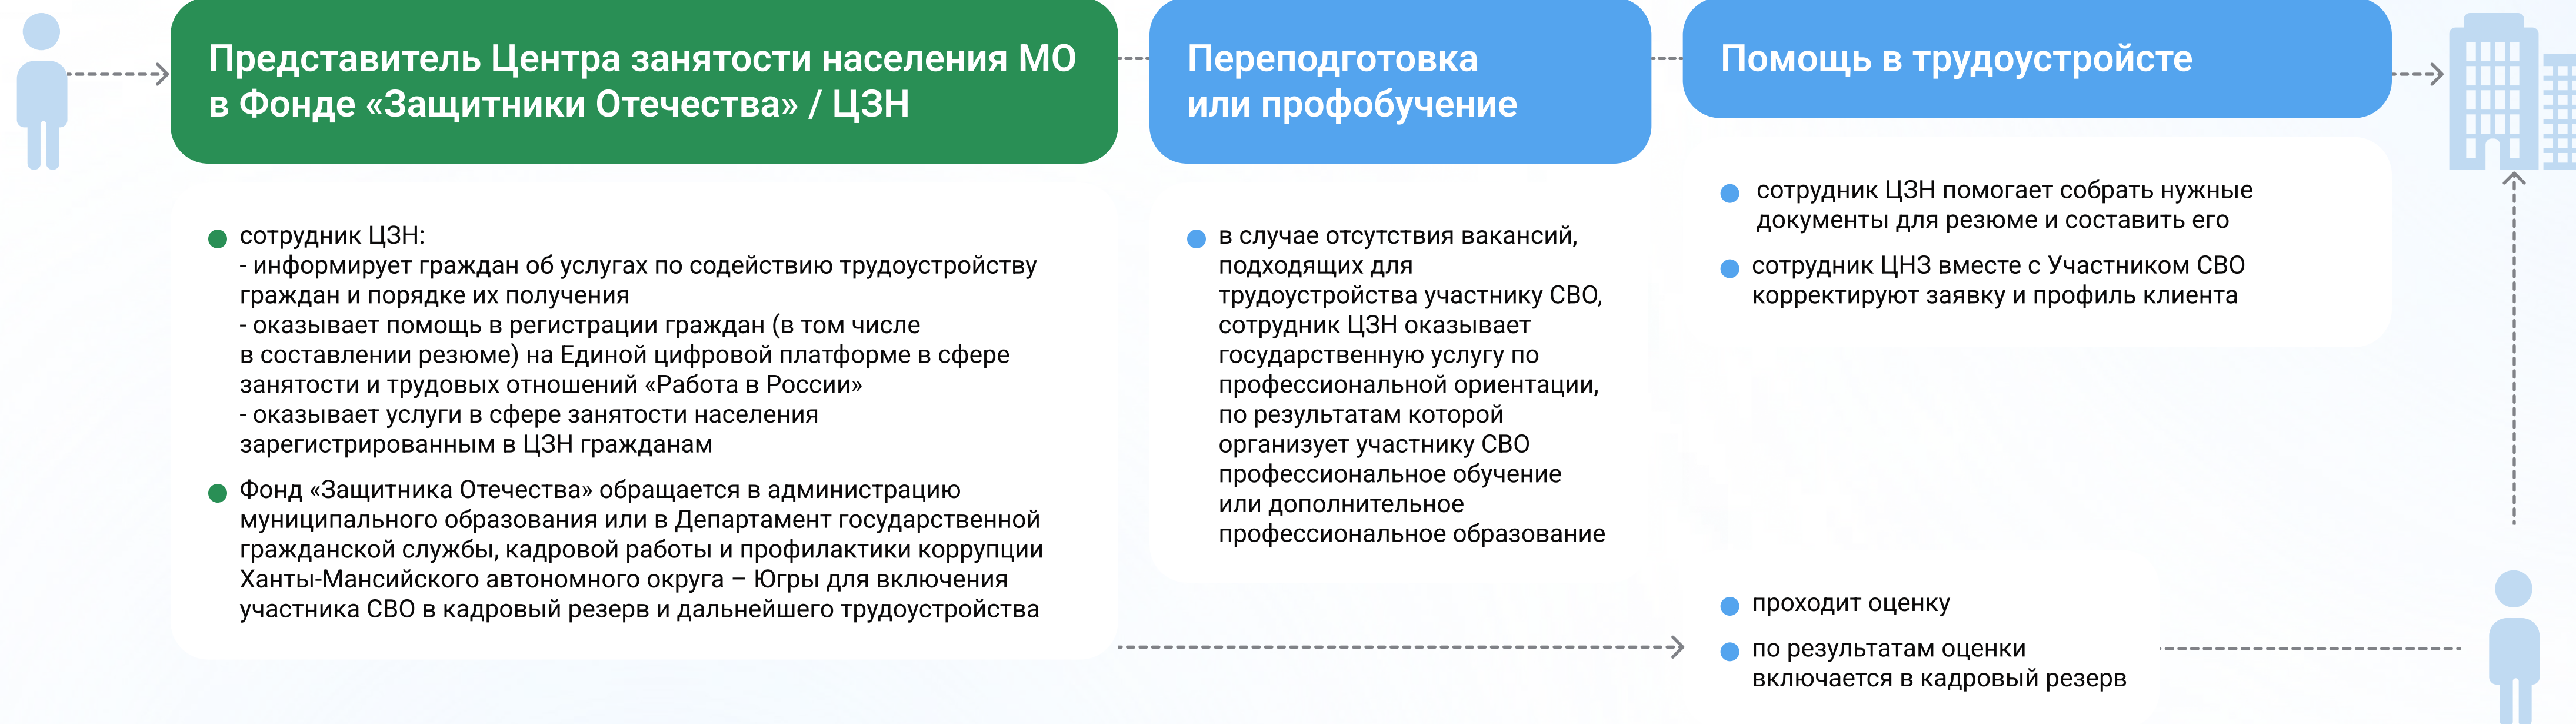 Представитель Центра занятости населения МО
в Фонде «Защитники Отечества» / ЦЗН
сотрудник ЦЗН:
- информирует граждан об услугах по содействию трудоустройству
граждан и порядке их получения
- оказывает помощь в регистрации граждан (в том числе
в составлении резюме) на Единой цифровой платформе в сфере
занятости и трудовых отношений «Работа в России»
- оказывает услуги в сфере занятости населения
зарегистрированным в ЦЗН гражданам
Фонд «Защитника Отечества» обращается в администрацию
муниципального образования или в Департамент государственной
гражданской службы, кадровой работы и профилактики коррупции
Ханты-Мансийского автономного округа – Югры для включения
участника СВО в кадровый резерв и дальнейшего трудоустройства
Переподготовка
или профобучение
в случае отсутствия вакансий,
подходящих для
трудоустройства участнику СВО,
сотрудник ЦЗН оказывает
государственную услугу по
профессиональной ориентации,
по результатам которой
организует участнику СВО
профессиональное обучение
или дополнительное
профессиональное образование
Помощь в трудоустройсте
сотрудник ЦЗН помогает собрать нужные
документы для резюме и составить его
сотрудник ЦНЗ вместе с Участником СВО
корректируют заявку и профиль клиента
проходит оценку
по результатам оценки
включается в кадровый резерв